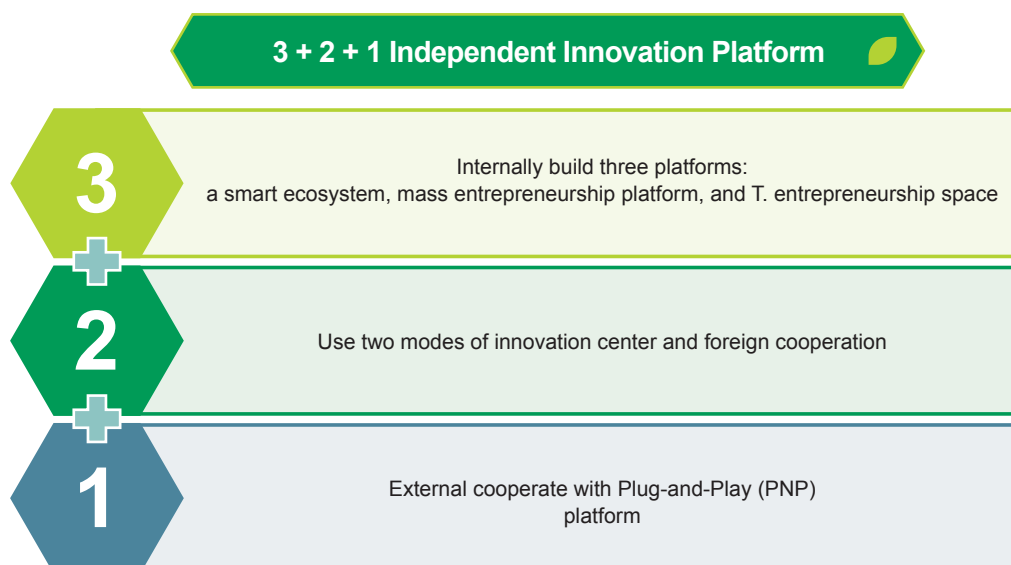 3 + 2 + 1 Independent Innovation Platform
3
Internally build three platforms:
a smart ecosystem, mass entrepreneurship platform, and T. entrepreneurship space
2
Use two modes of innovation center and foreign cooperation
1
External cooperate with Plug-and-Play (PNP)
platform